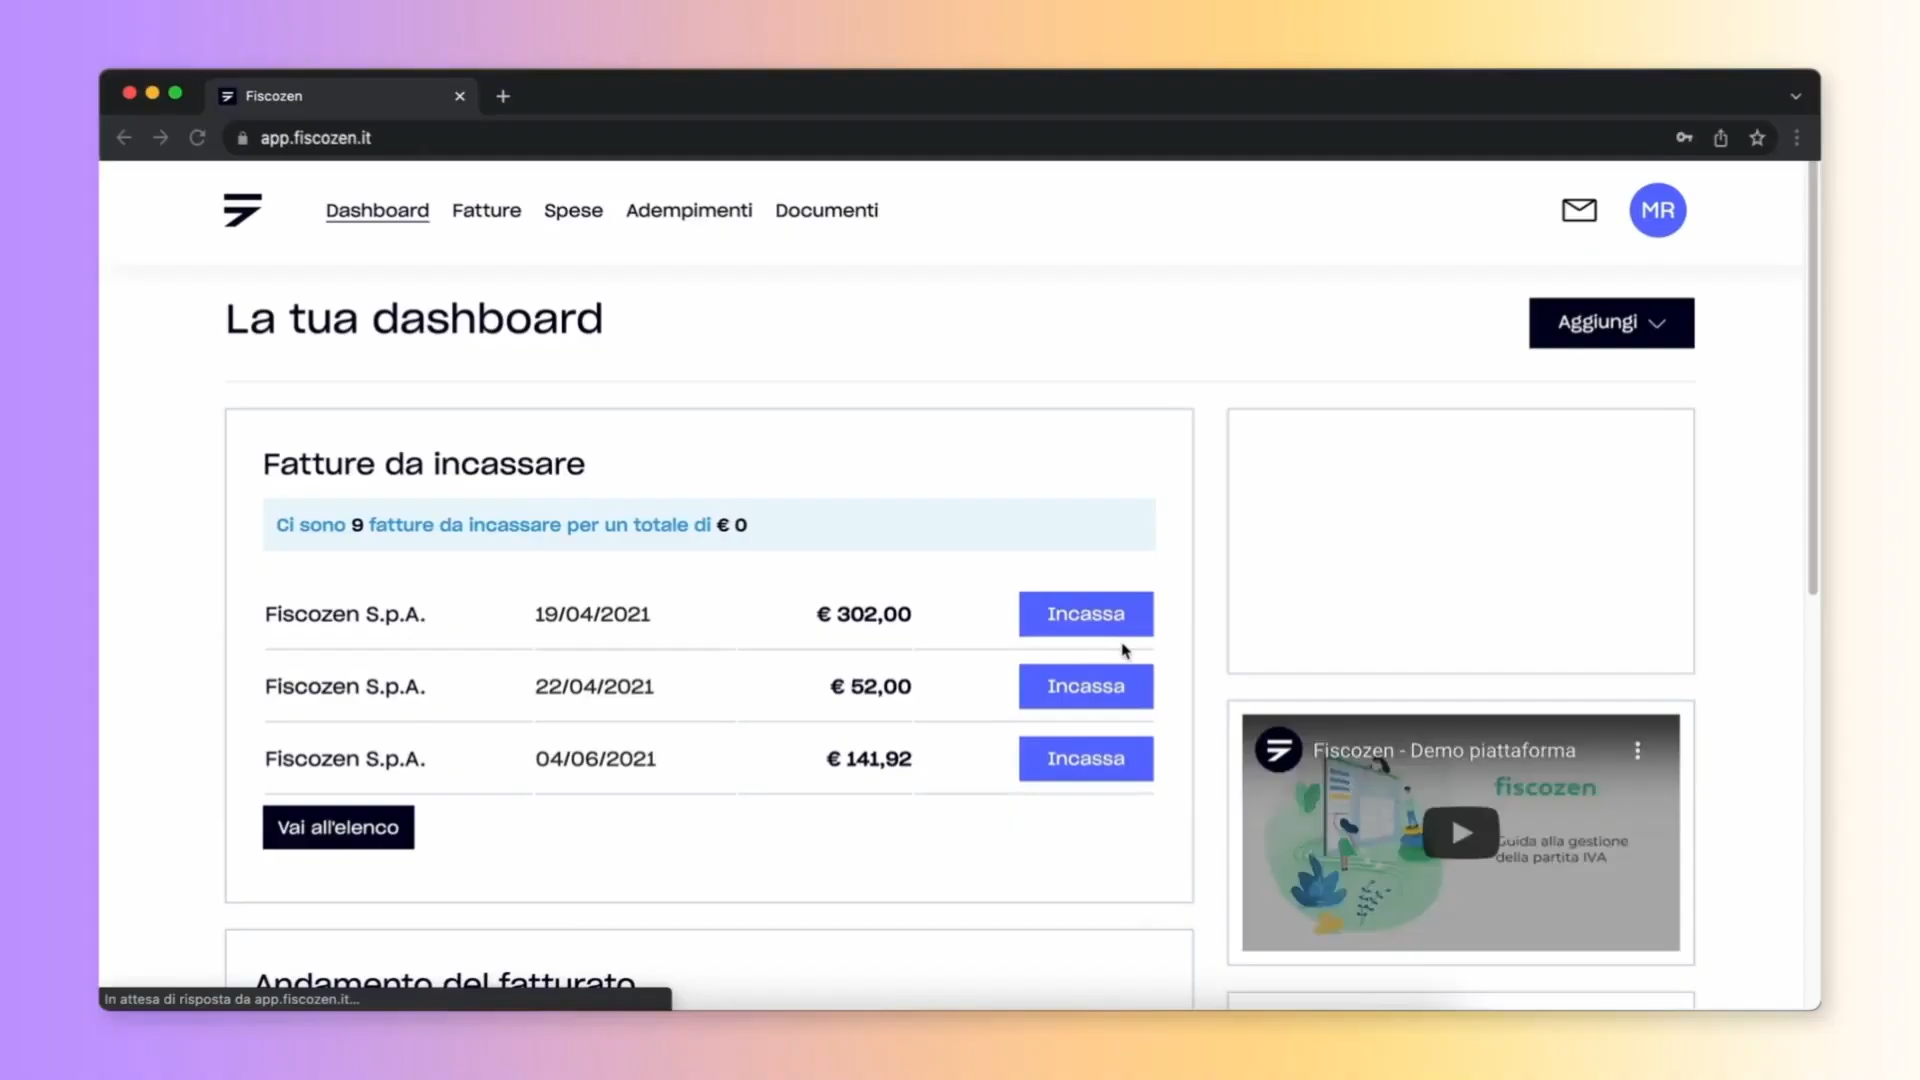 Fiscozen
app.fiscozen.it
Dashboard Fatture Spese Adempimenti Documenti
MR
La tua dashboard
Aggiungi
Fatture da incassare
Ci sono 9 fatture da incassare per un totale di € 0
Fiscozen S.p.A. 19/04/2021 € 302,00 Incassa
Fiscozen S.p.A. 22/04/2021 € 52,00 Incassa
Fiscozen S.p.A. 04/06/2021 € 141,92 Incassa
Vai all'elenco
Fiscozen - Demo piattaforma
fiscozen
Guida alla gestione
della partita IVA
Andamento del fatturato
In attesa di risposta da app.fiscozen.it...